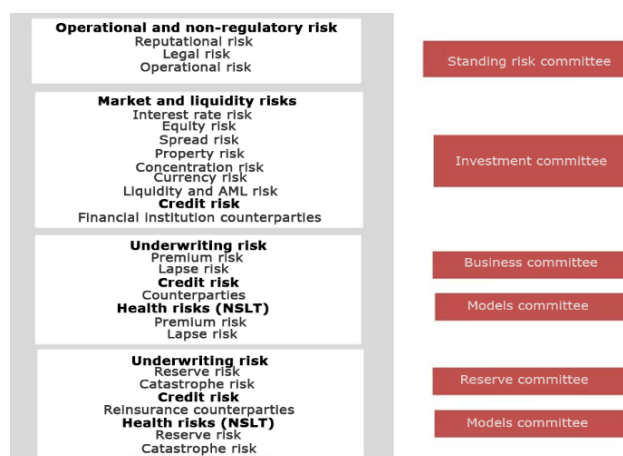 Operational and non-regulatory risk
Reputational risk
Legal risk
Operational risk
Standing risk committee
Market and liquidity risks
Interest rate risk
Equity risk
Spread risk
Property risk
Concentration risk
Currency risk
Liquidity and AML risk
Credit risk
Financial institution counterparties
Investment committee
Underwriting risk
Premium risk
Lapse risk
Credit risk
Counterparties
Health risks (NSLT)
Premium risk
Lapse risk
Business committee
Models committee
Underwriting risk
Reserve risk
Catastrophe risk
Credit risk
Reinsurance counterparties
Health risks (NSLT)
Reserve risk
Catastrophe risk
Reserve committee
Models committee